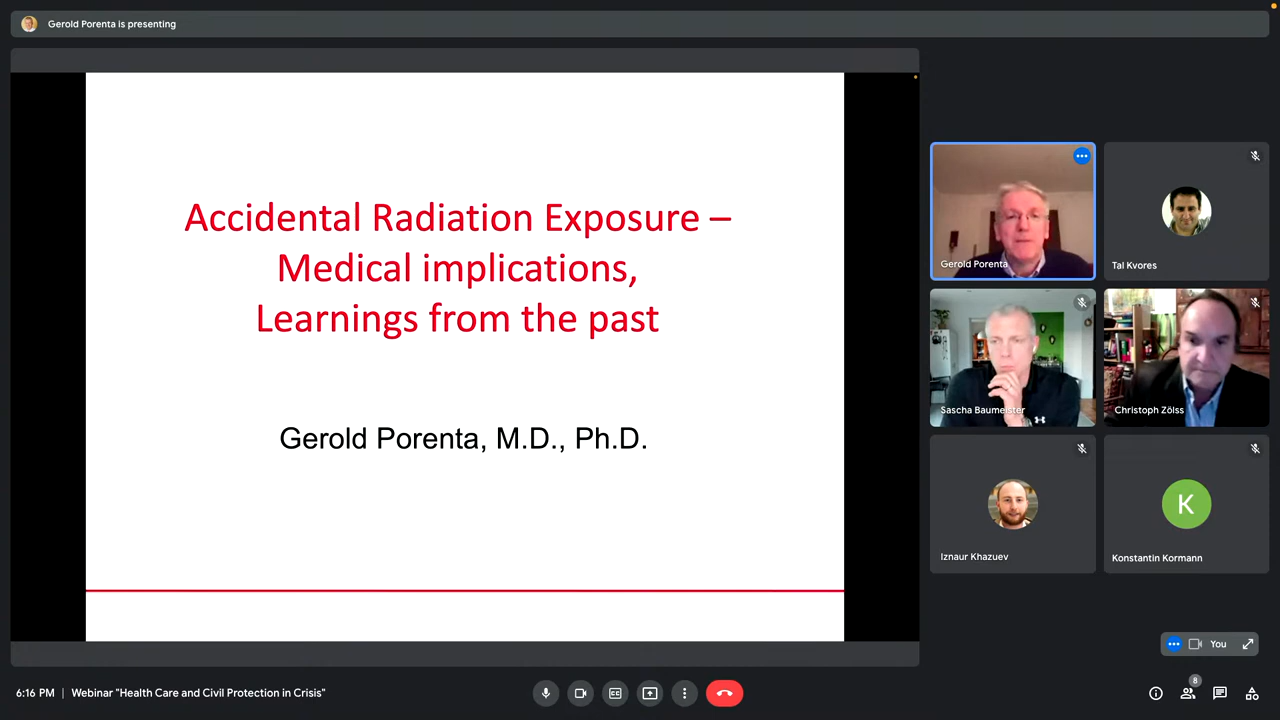 Gerold Porenta is presenting
Accidental Radiation Exposure –
Medical implications,
Learnings from the past
Gerold Porenta, M.D., Ph.D.
Gerold Porenta
Tal Kvores
Sascha Baumeister
Christoph Zölss
Iznaur Khazuev
K
Konstantin Kormann
You
6:16 PM | Webinar "Health Care and Civil Protection in Crisis"
8